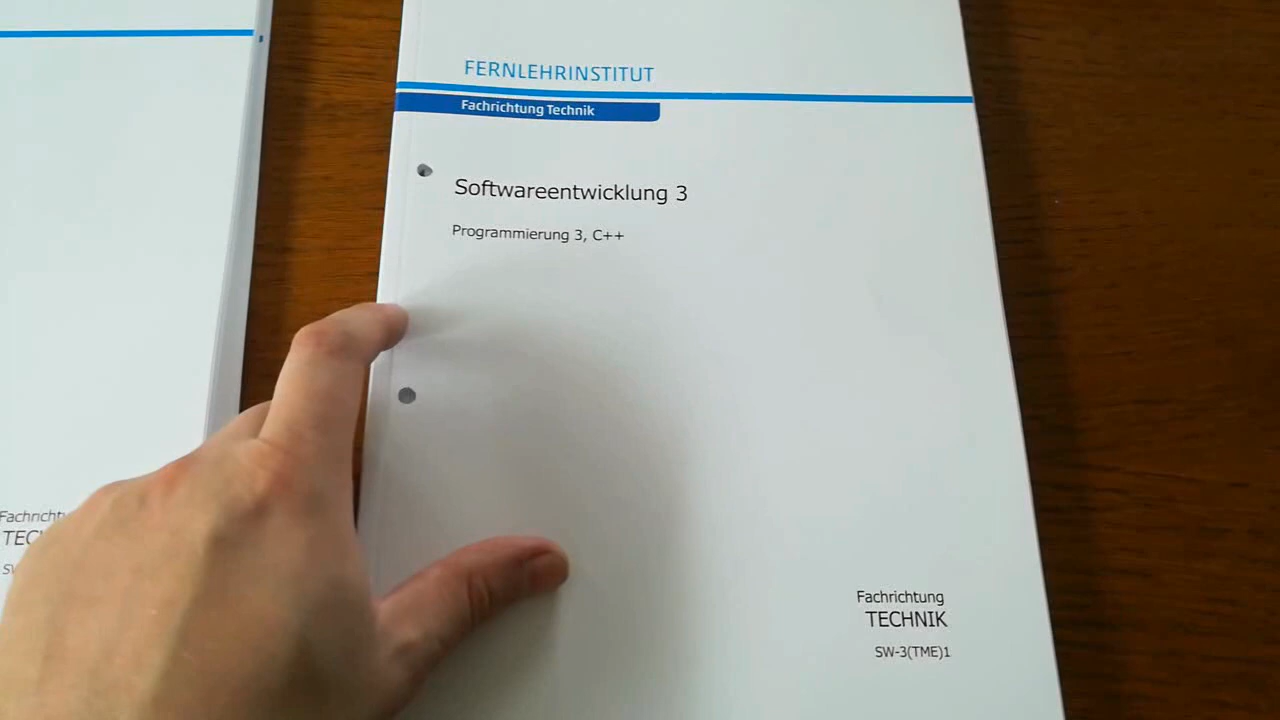 FERNLEHRINSTITUT
Fachrichtung Technik
Softwareentwicklung 3
Programmierung 3, C++
Fachrichtung
TECHNIK
SW-3(TME)1